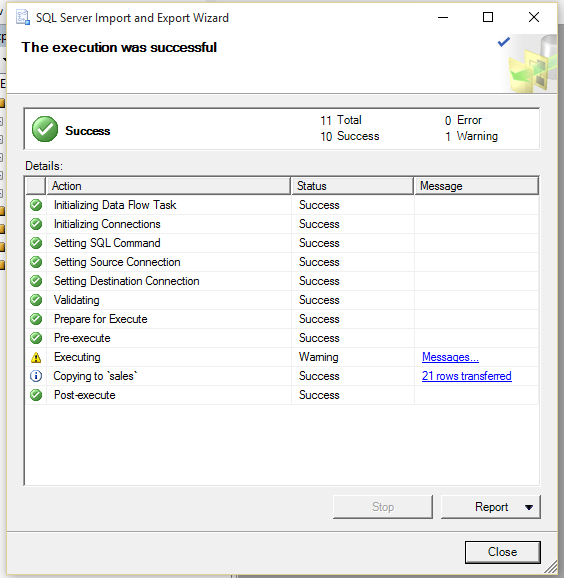 SQL Server Import and Export Wizard
The execution was successful
Success
11 Total
0 Error
10 Success
1 Warning
Details:
Action Status Message
Initializing Data Flow Task Success
Initializing Connections Success
Setting SQL Command Success
Setting Source Connection Success
Setting Destination Connection Success
Validating Success
Prepare for Execute Success
Pre-execute Success
Executing Warning Messages...
Copying to `sales` Success 21 rows transferred
Post-execute Success
Stop
Report
Close